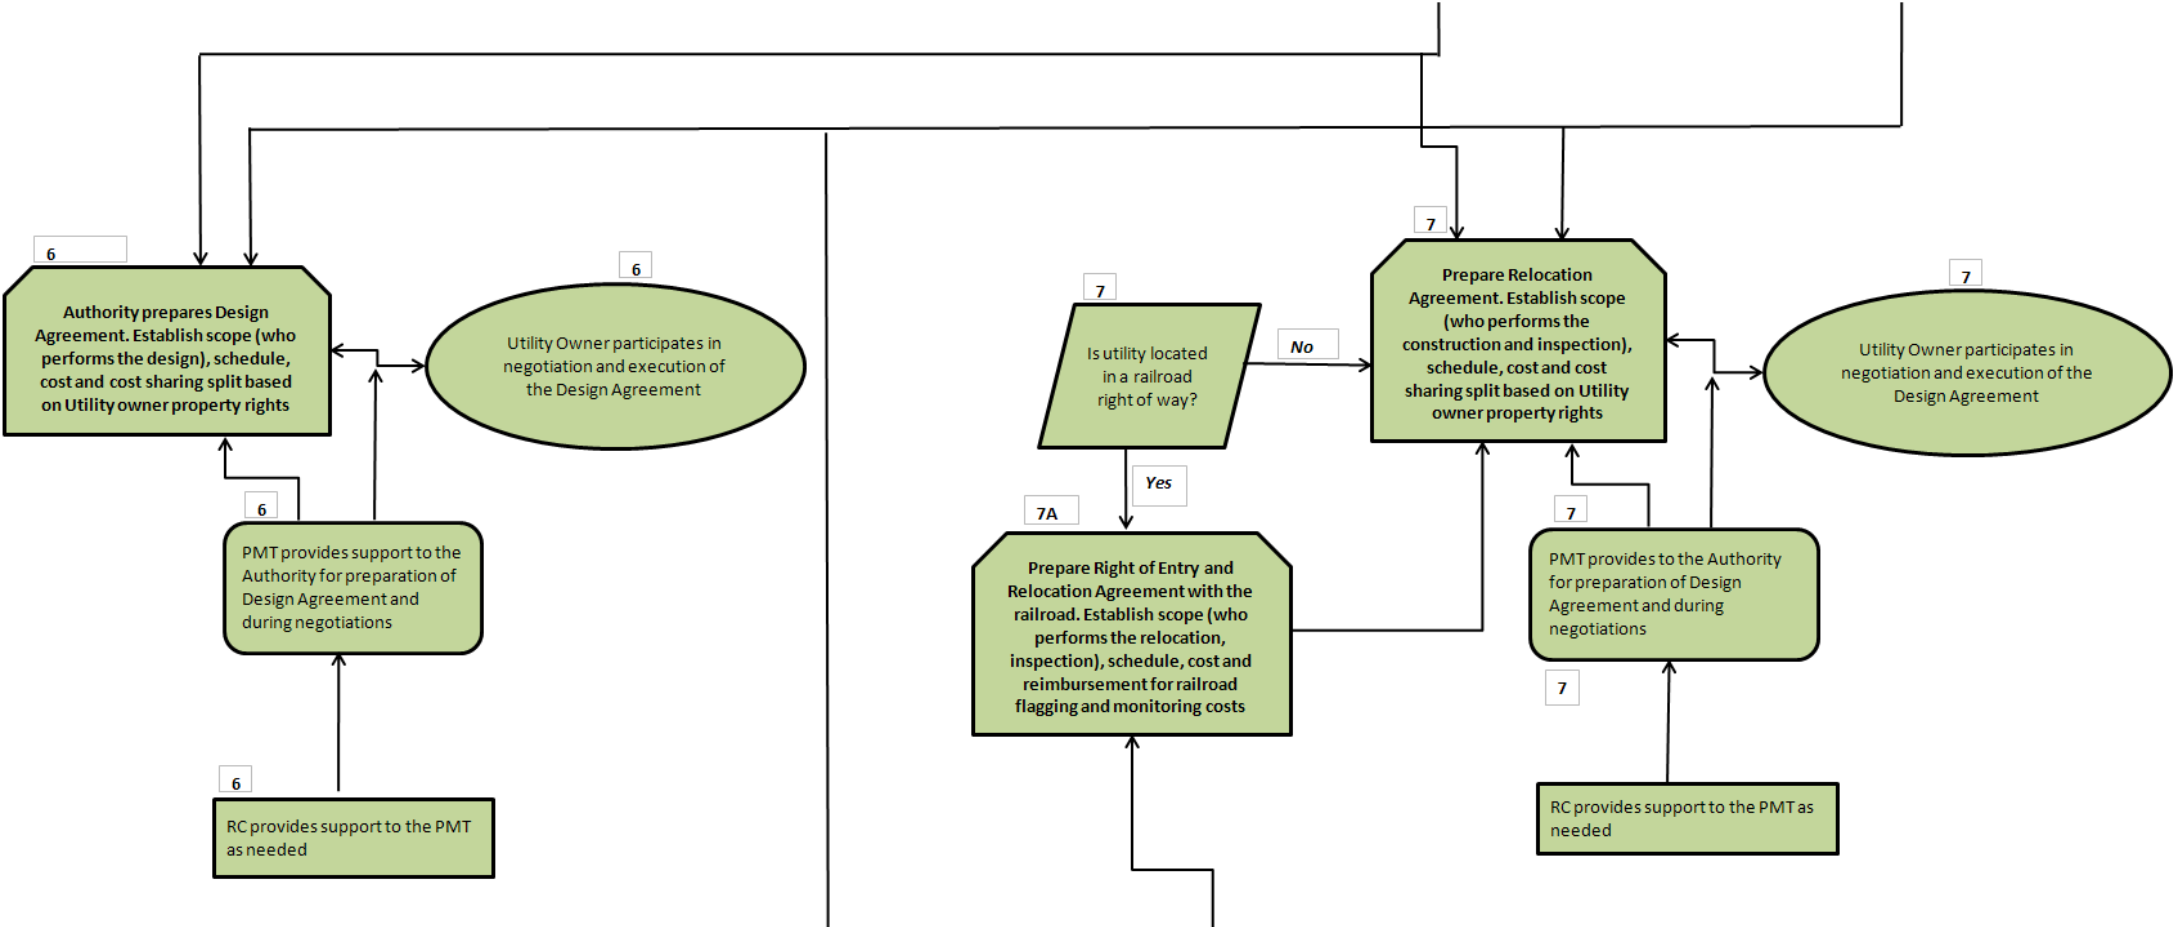 6
Authority prepares Design
Agreement. Establish scope (who
performs the design), schedule,
cost and cost sharing split based
on Utility owner property rights
6
Utility Owner participates in
negotiation and execution of
the Design Agreement
6
PMT provides support to the
Authority for preparation of
Design Agreement and
during negotiations
6
RC provides support to the PMT
as needed
7
Is utility located
in a railroad
right of way?
No
Yes
7A
Prepare Right of Entry and
Relocation Agreement with the
railroad. Establish scope (who
performs the relocation,
inspection), schedule, cost and
reimbursement for railroad
flagging and monitoring costs
7
Prepare Relocation
Agreement. Establish scope
(who performs the
construction and inspection),
schedule, cost and cost
sharing split based on Utility
owner property rights
7
Utility Owner participates in
negotiation and execution of the
Design Agreement
7
PMT provides to the Authority
for preparation of Design
Agreement and during
negotiations
7
RC provides support to the PMT as
needed